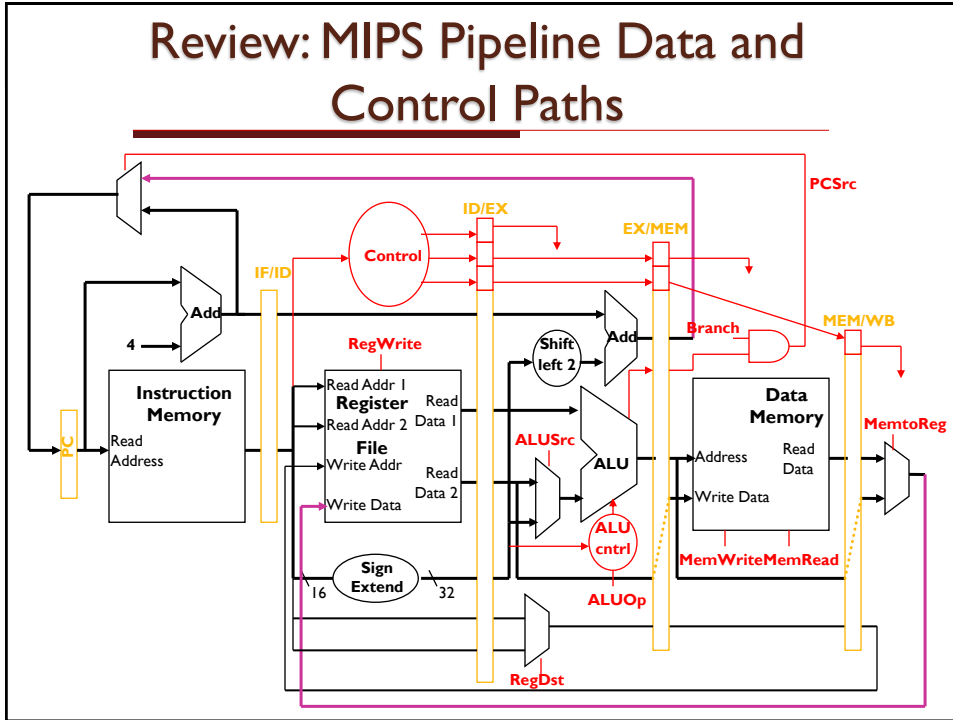 Review: MIPS Pipeline Data and
Control Paths
PCSrc
ID/EX
EX/MEM
Control
IF/ID
Add
Add
Branch
MEM/WB
4
Shift
left 2
RegWrite
Instruction
Memory
Read Addr 1
Register
Read Addr 2
File
Write Addr
Write Data
Read
Data 1
Read
Data 2
Data
Memory
MemtoReg
PC
Read
Address
ALUSrc
ALU
Address
Read
Data
Write Data
ALU
cntrl
MemWrite
MemRead
Sign
Extend
16
32
ALUOp
RegDst